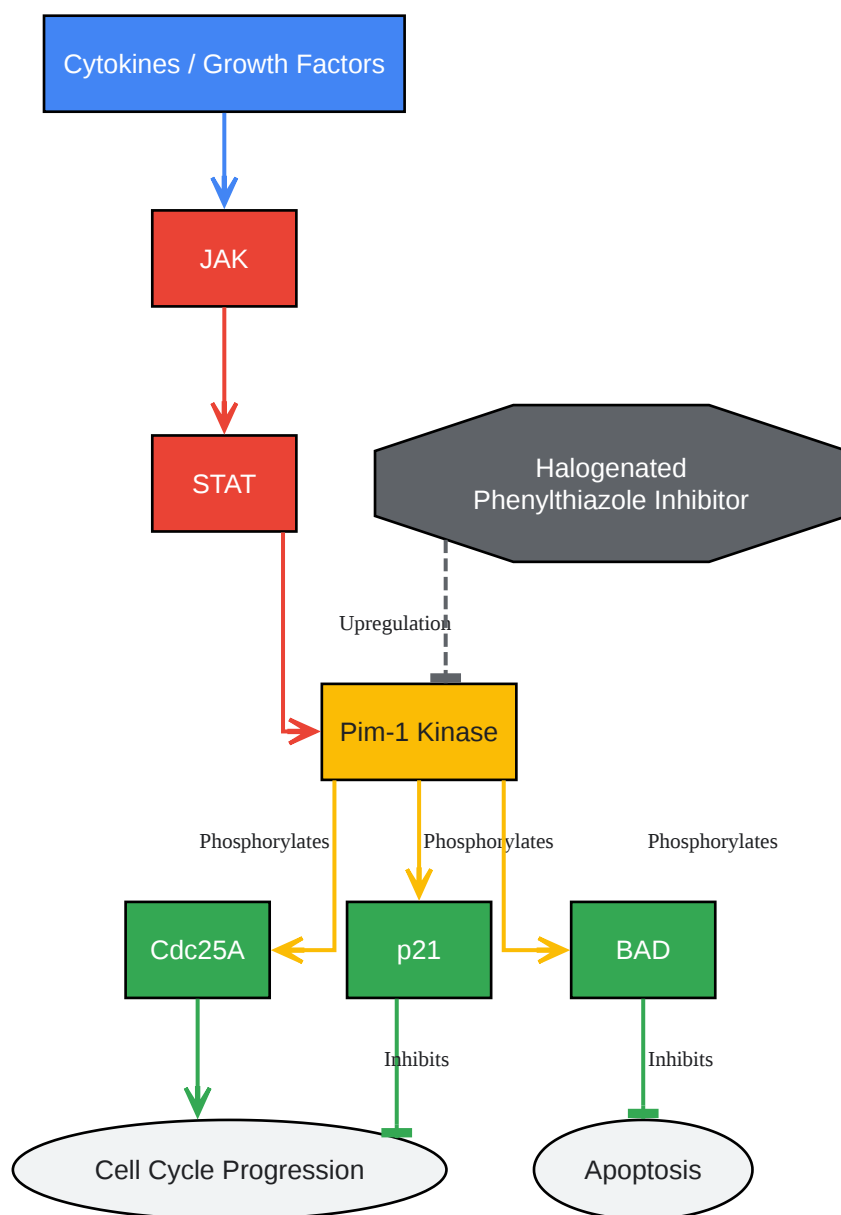 Cytokines / Growth Factors
JAK
STAT
Halogenated
Phenylthiazole Inhibitor
Upregulation
Pim-1 Kinase
Phosphorylates
Phosphorylates
Phosphorylates
Cdc25A
p21
BAD
Inhibits
Inhibits
Cell Cycle Progression
Apoptosis